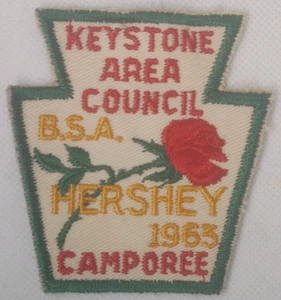 KEYSTONE
AREA
COUNCIL
B.S.A.
HERSHEY
1963
CAMPOREE